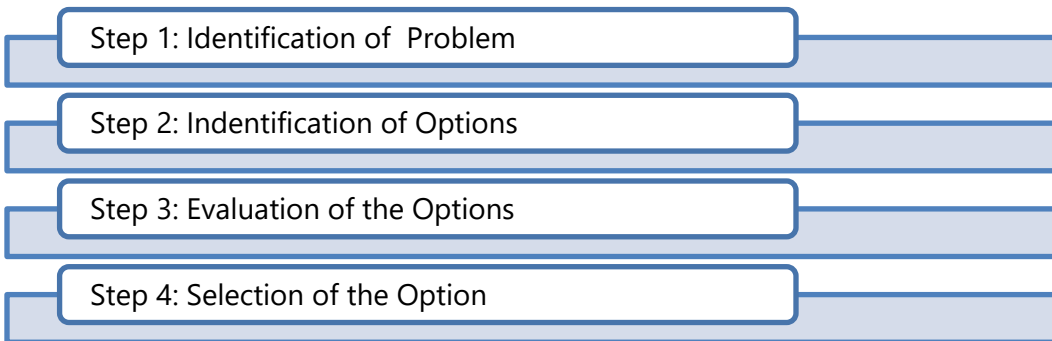 Step 1: Identification of  Problem
Step 2: Indentification of Options
Step 3: Evaluation of the Options
Step 4: Selection of the Option